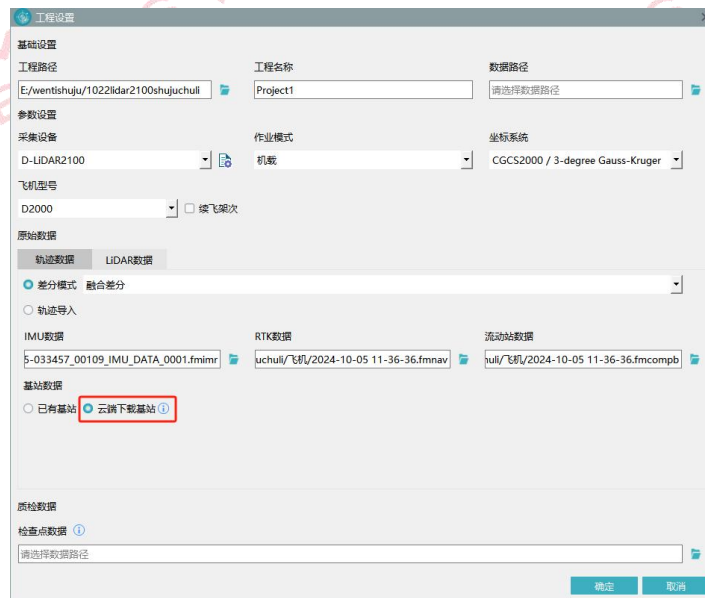 工程设置
基础设置
工程路径 工程名称 数据路径
E:/wentishuju/1022lidar2100shujuchuli Project1 请选择数据路径
参数设置
采集设备 作业模式 坐标系统
D-LiDAR2100 机载 CGCS2000 / 3-degree Gauss-Kruger
飞机型号
D2000 续飞架次
原始数据
轨迹数据 LiDAR数据
差分模式 融合差分
轨迹导入
IMU数据 RTK数据 流动站数据
5-033457_00109_IMU_DATA_0001.fmimr uchuli/飞机/2024-10-05 11-36-36.fmnav huli/飞机/2024-10-05 11-36-36.fmcompb
基站数据
已有基站 云端下载基站
质检数据
检查点数据
请选择数据路径
确定 取消